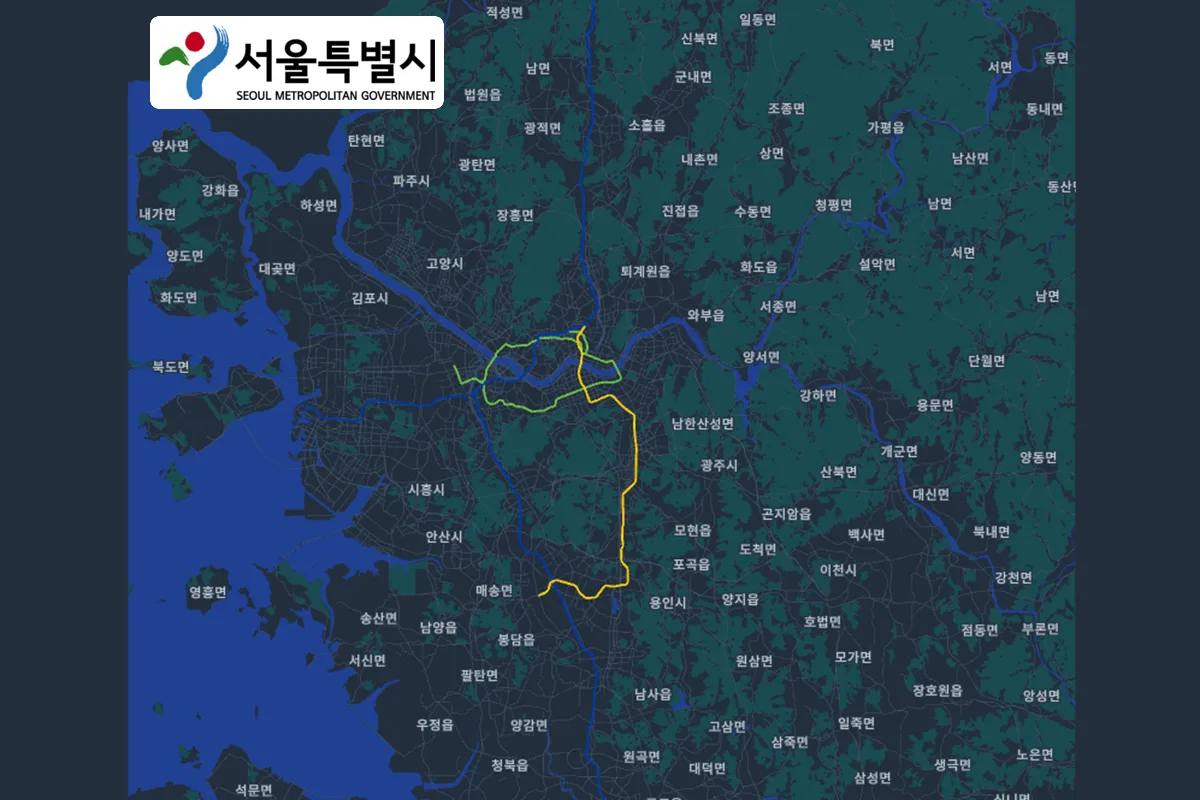 서울특별시
SEOUL METROPOLITAN GOVERNMENT
적성면
일동면
신북면
북면
동면
남면
군내면
서면
법원읍
조종면
동내면
광적면
소흘읍
가평읍
탄현면
양사면
광탄면
내촌면
상면
남산면
강화읍
파주시
하성면
내가면
장흥면
진접읍
수동면
청평면
남면
양도면
대곶면
고양시
퇴계원읍
화도읍
설악면
서면
화도면
김포시
서종면
남면
와부읍
북도면
양서면
단월면
강하면
용문면
남한산성면
개군면
광주시
산북면
양동면
시흥시
대신면
곤지암읍
안산시
모현읍
백사면
북내면
도척면
포곡읍
이천시
강천면
영흥면
매송면
용인시
양지읍
송산면
남양읍
호법면
점동면
부론면
봉담읍
서신면
원삼면
모가면
팔탄면
남사읍
장호원읍
앙성면
우정읍
양감면
고삼면
일죽면
삼죽면
원곡면
노은면
청북읍
대덕면
생극면
삼성면
석문면